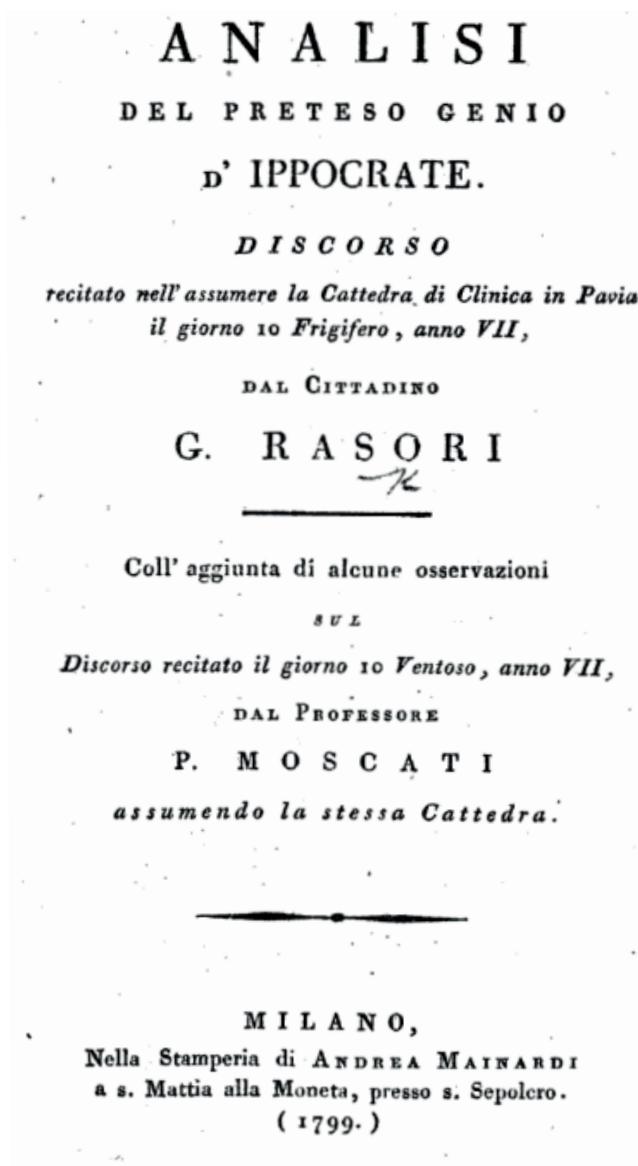 ANALISI
DEL PRETESO GENIO
D' IPPOCRATE.
DISCORSO
recitato nell' assumere la Cattedra di Clinica in Pavia
il giorno 10 Frigifero, anno VII,
DAL CITTADINO
G. RASORI
Coll' aggiunta di alcune osservazioni
SUL
Discorso recitato il giorno 10 Ventoso, anno VII,
DAL PROFESSORE
P. MOSCATI
assumendo la stessa Cattedra.
MILANO,
Nella Stamperia di ANDREA MAINARDI
a s. Mattia alla Moneta, presso s. Sepolcro.
(1799.)